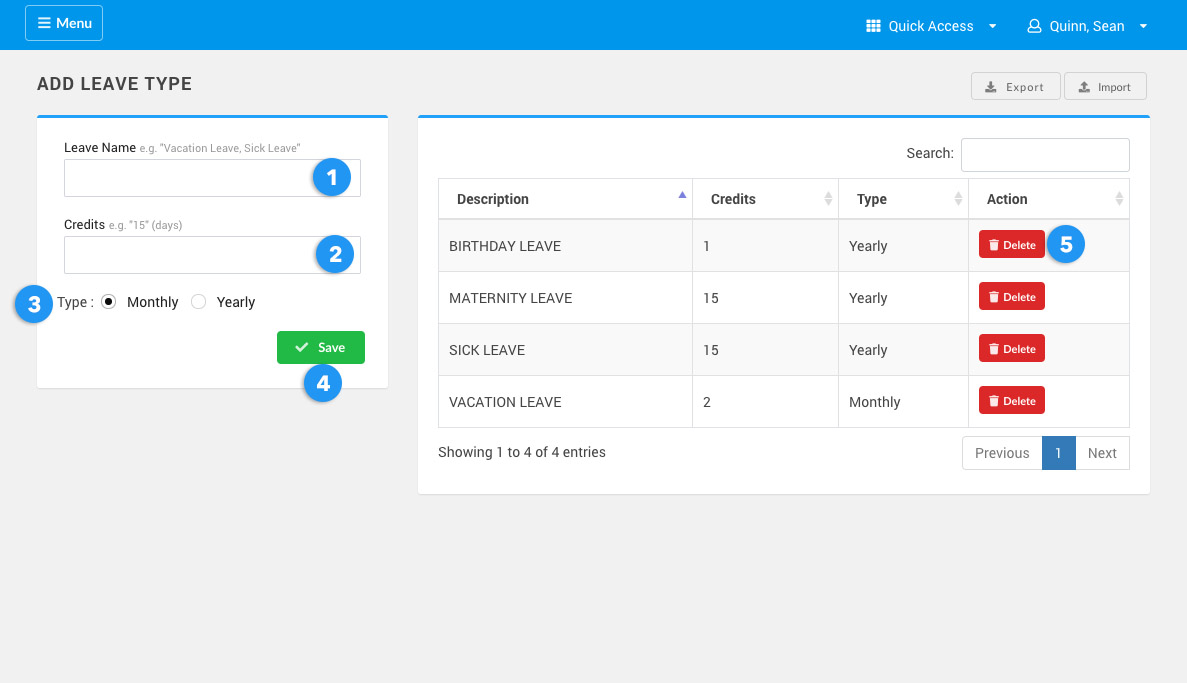 Menu
Quick Access
Quinn, Sean
ADD LEAVE TYPE
Export
Import
Leave Name e.g. "Vacation Leave, Sick Leave"
1
Credits e.g. "15" (days)
2
3
Type : Monthly Yearly
Save
4
Search:
Description Credits Type Action
BIRTHDAY LEAVE 1 Yearly Delete 5
MATERNITY LEAVE 15 Yearly Delete
SICK LEAVE 15 Yearly Delete
VACATION LEAVE 2 Monthly Delete
Showing 1 to 4 of 4 entries
Previous 1 Next